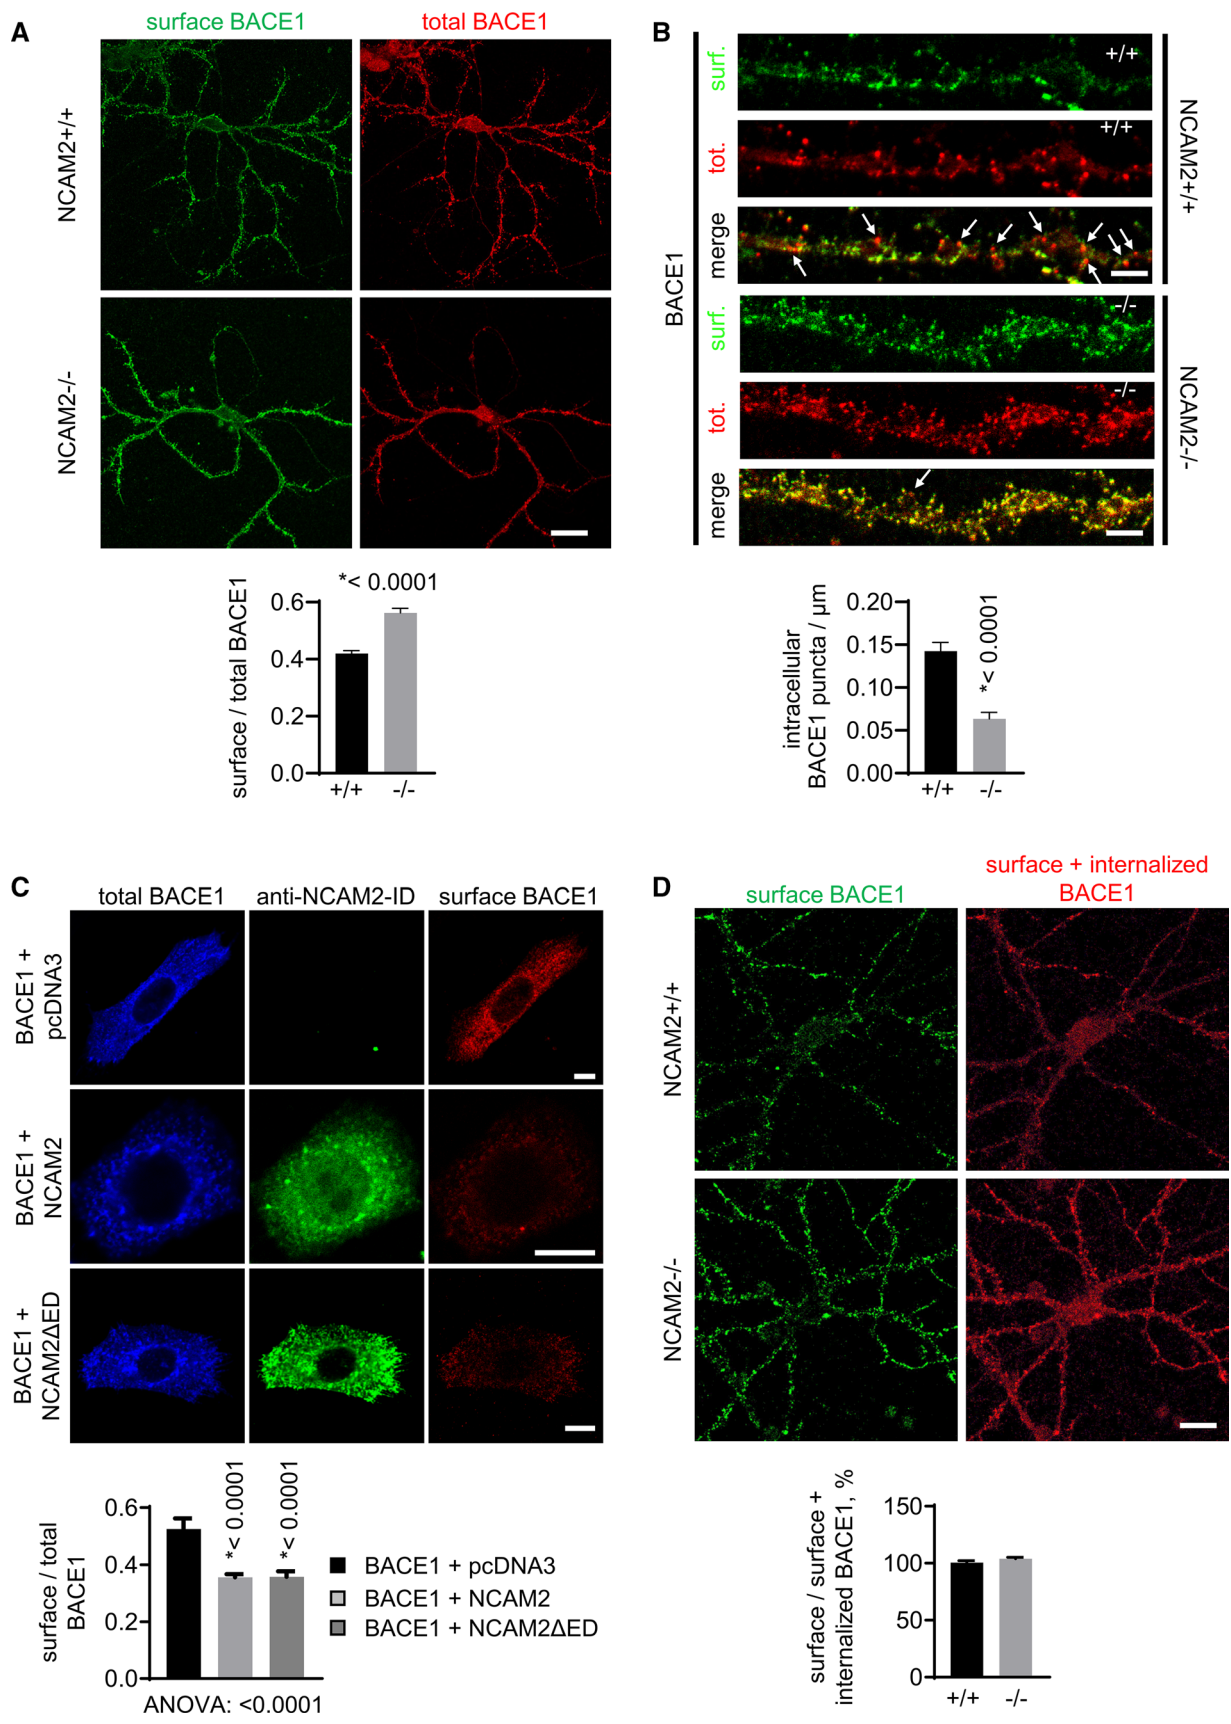 A
surface BACE1
total BACE1
NCAM2+/+
NCAM2-/-
*< 0.0001
surface / total BACE1
0.6
0.4
0.2
0.0
+/+
-/-
B
BACE1
surf.
+/+
tot.
+/+
merge
NCAM2+/+
surf.
-/-
tot.
-/-
merge
NCAM2-/-
intracellular
BACE1 puncta / μm
0.20
0.15
0.10
0.05
0.00
*< 0.0001
+/+
-/-
C
total BACE1
anti-NCAM2-ID
surface BACE1
BACE1 +
pcDNA3
BACE1 +
NCAM2
BACE1 +
NCAM2ΔED
surface / total
BACE1
0.6
0.4
0.2
0.0
*< 0.0001
*< 0.0001
BACE1 + pcDNA3
BACE1 + NCAM2
BACE1 + NCAM2ΔED
ANOVA: <0.0001
D
surface BACE1
surface + internalized
BACE1
NCAM2+/+
NCAM2-/-
surface / surface +
internalized BACE1, %
150
100
50
0
+/+
-/-